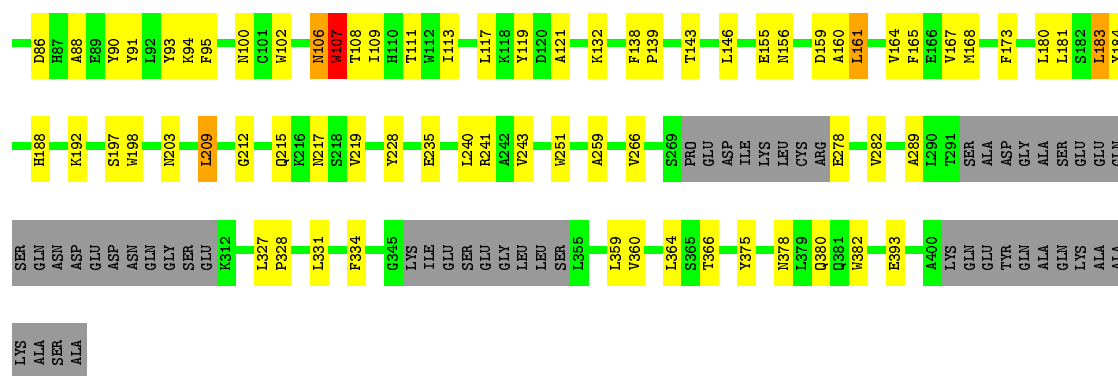 D86 H87 A88 E89 Y90 Y91 L92 Y93 K94 F95 N100 C101 W102 N106 W107 T108 I109 H110 T111 W112 I113 L117 K118 Y119 D120 A121 K132 F138 P139 T143 L146 E155 N156 D159 A160 L161 V164 F165 E166 V167 M168 F173 L180 L181 S182 L183
H188 K192 S197 W198 N203 L209 G212 Q215 K216 N217 S218 V219 Y228 E235 L240 R241 A242 V243 W251 A259 V266 S269 PRO GLU ASP ILE LYS LEU CYS ARG E278 V282 A289 L290 T291 SER ALA ASP GLY ALA SER GLU GLU
SER GLN ASN ASP GLU ASP ASN GLN GLY SER GLU K312 L327 P328 L331 F334 G345 LYS ILE GLU SER GLU GLY LEU LEU SER L355 L359 V360 L364 S365 T366 Y375 N378 L379 Q380 Q381 W382 E393 A400 LYS GLN GLU TYR GLN ALA GLN LYS ALA
LYS ALA SER ALA